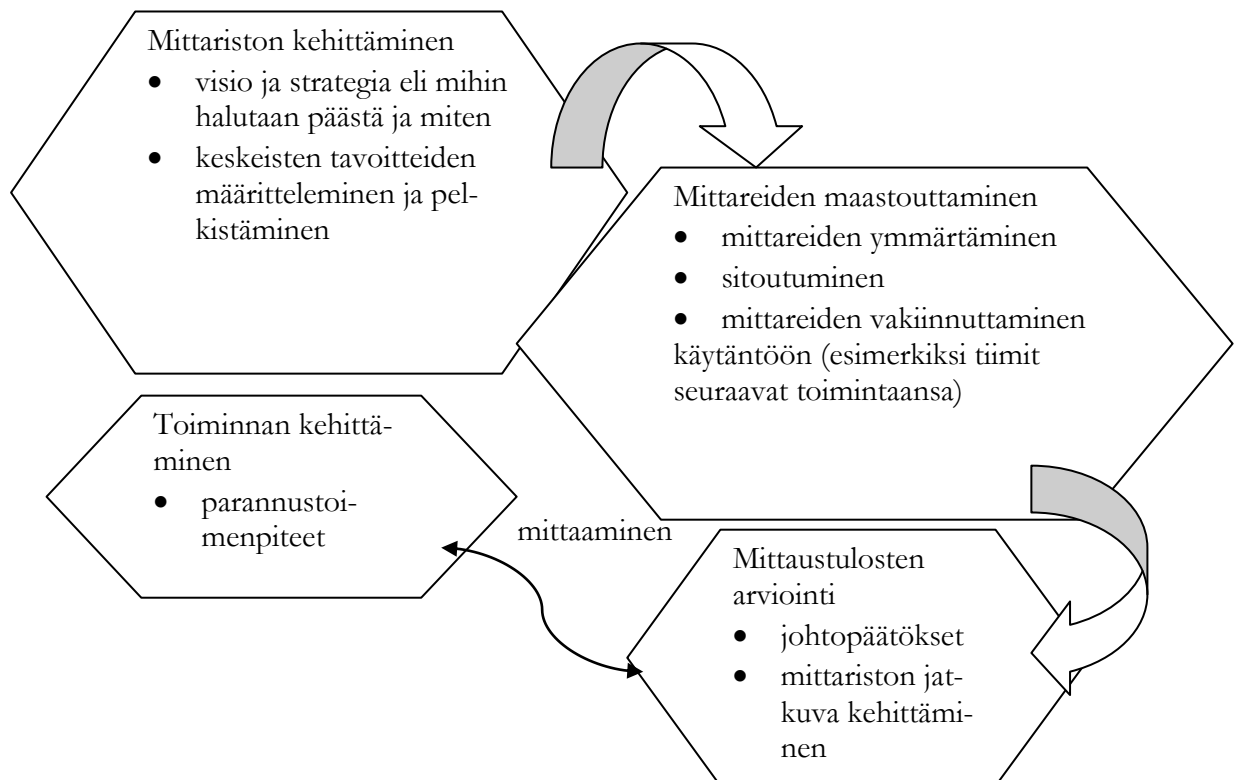 Mittariston kehittäminen
• visio ja strategia eli mihin
halutaan päästä ja miten
• keskeisten tavoitteiden
määritteleminen ja pel-
kistäminen
Mittareiden maastouttaminen
• mittareiden ymmärtäminen
• sitoutuminen
• mittareiden vakiinnuttaminen
käytäntöön (esimerkiksi tiimit
seuraavat toimintaansa)
Toiminnan kehittä-
minen
• parannustoi-
menpiteet
mittaaminen
Mittaustulosten
arviointi
• johtopäätökset
• mittariston jat-
kuva kehittämi-
nen